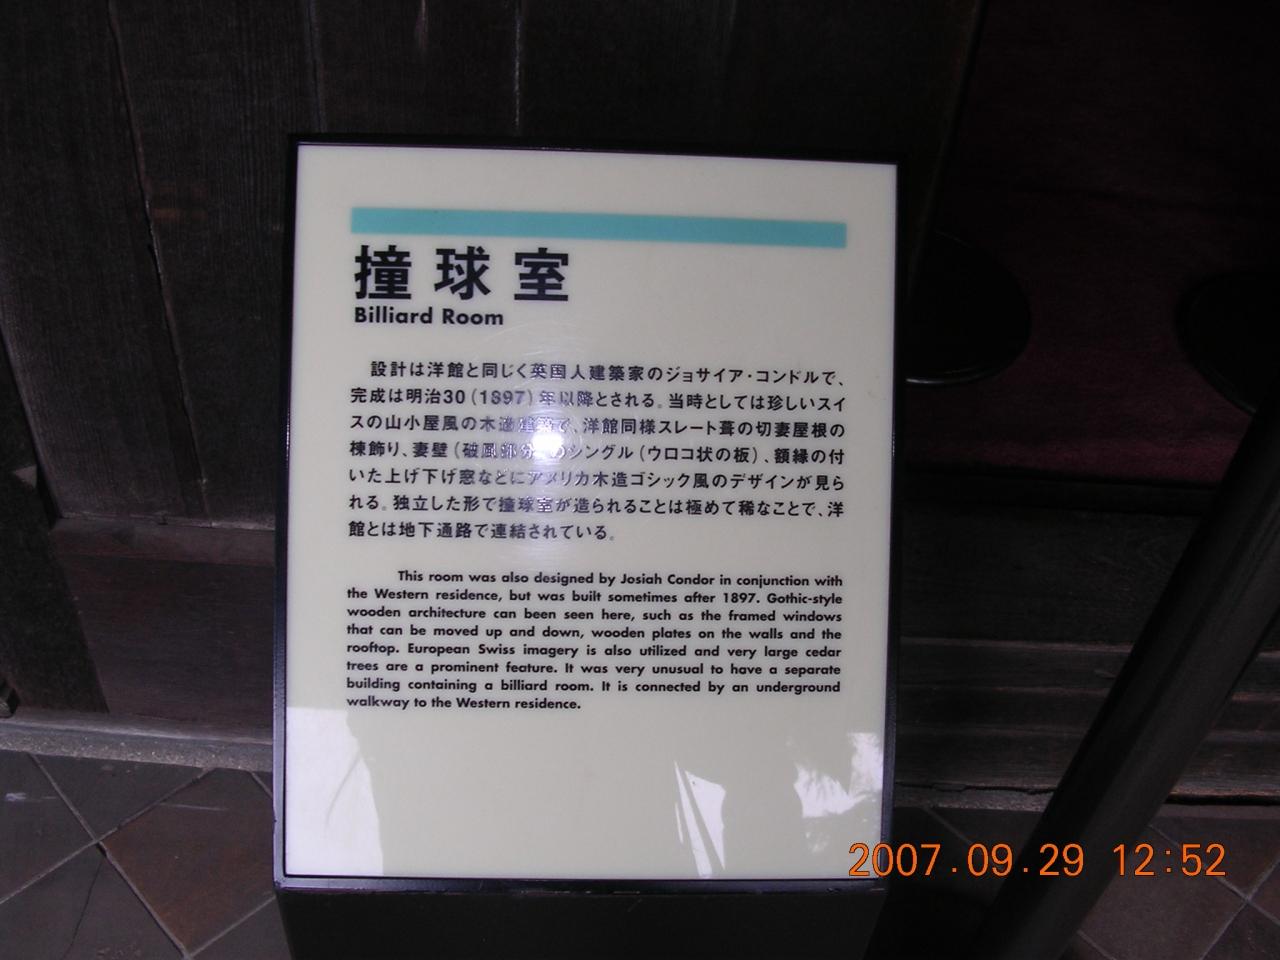 撞球室
Billiard Room
設計は洋館と同じく英国人建築家のジョサイア・コンドルで、
完成は明治30（1897）年以降とされる。当時としては珍しいスイ
スの山小屋風の木造建築で、洋館同様スレート葺の切妻屋根の
棟飾り、妻壁（破風部分）のシングル（ウロコ状の板）、額縁の付
いた上げ下げ窓などにアメリカ木造ゴシック風のデザインが見ら
れる。独立した形で撞球室が造られることは極めて稀なことで、洋
館とは地下通路で連結されている。
This room was also designed by Josiah Condor in conjunction with
the Western residence, but was built sometimes after 1897. Gothic-style
wooden architecture can been seen here, such as the framed windows
that can be moved up and down, wooden plates on the walls and the
rooftop. European Swiss imagery is also utilized and very large cedar
trees are a prominent feature. It was very unusual to have a separate
building containing a billiard room. It is connected by an underground
walkway to the Western residence.
2007.09.29 12:52